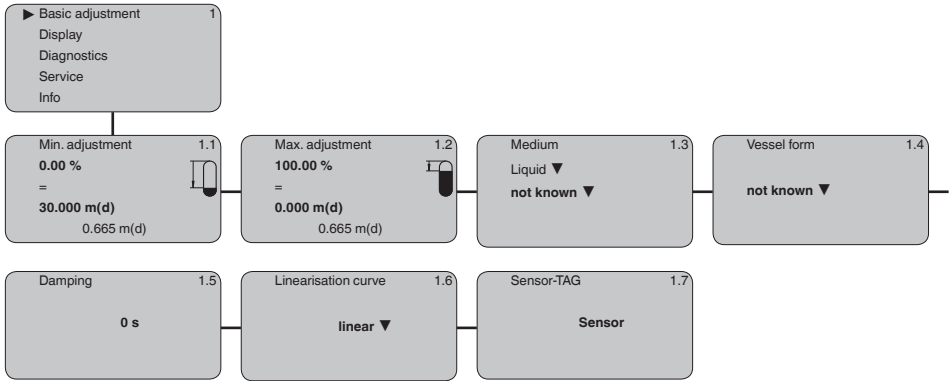 ▶ Basic adjustment 1
Display
Diagnostics
Service
Info
Min. adjustment 1.1
0.00 %
=
30.000 m(d)
0.665 m(d)
Max. adjustment 1.2
100.00 %
=
0.000 m(d)
0.665 m(d)
Medium 1.3
Liquid ▼
not known ▼
Vessel form 1.4
not known ▼
Damping 1.5
0 s
Linearisation curve 1.6
linear ▼
Sensor-TAG 1.7
Sensor